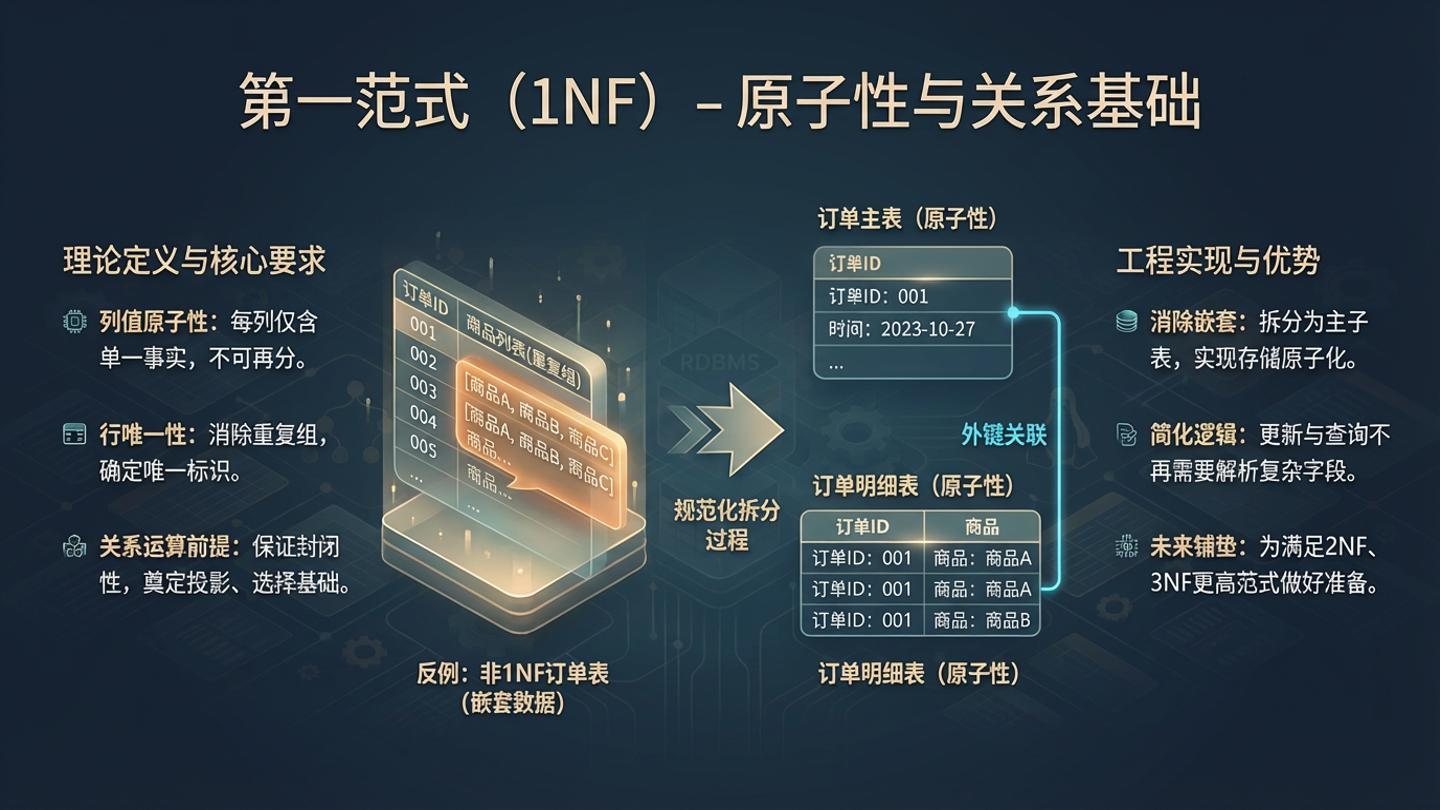 第一范式（1NF）– 原子性与关系基础
理论定义与核心要求
列值原子性：每列仅含
单一事实，不可再分。
行唯一性：消除重复组，
确定唯一标识。
关系运算前提：保证封闭
性，奠定投影、选择基础。
订单ID
商品列表(重复组)
001
002
003
004
005
...
[商品A, 商品B, 商品C]
[商品A, 商品B, 商品C]
商品...
商品...
...
反例：非1NF订单表
（嵌套数据）
RDBMS
规范化拆分
过程
订单主表（原子性）
订单ID
订单ID：001
时间：2023-10-27
...
外键关联
订单明细表（原子性）
订单ID 商品
订单ID：001 商品：商品A
订单ID：001 商品：商品A
订单ID：001 商品：商品B
订单明细表（原子性）
工程实现与优势
消除嵌套：拆分为主子
表，实现存储原子化。
简化逻辑：更新与查询不
再需要解析复杂字段。
未来铺垫：为满足2NF、
3NF更高范式做好准备。